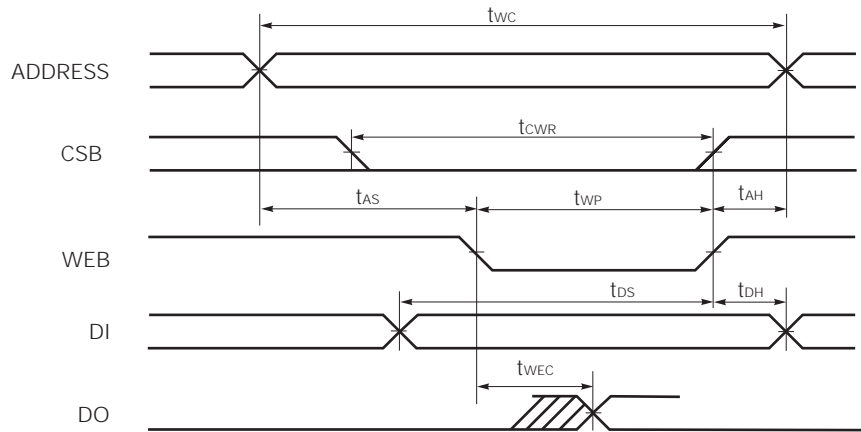 tWC
ADDRESS
tCWR
CSB
tAS tWP tAH
WEB
tDS tDH
DI
tWEC
DO